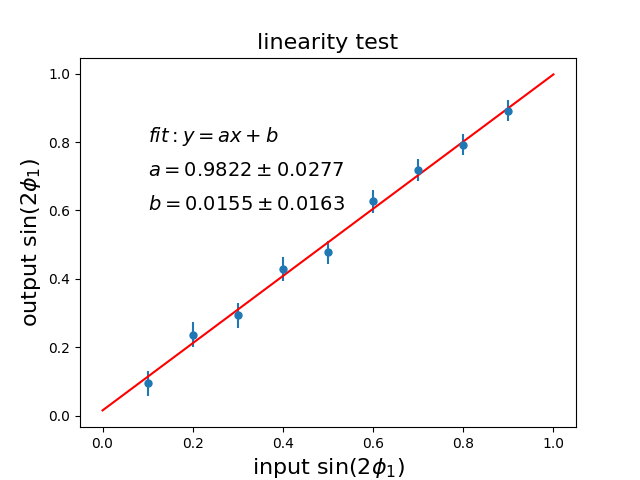 linearity test
fit : y = ax + b
a = 0.9822 ± 0.0277
b = 0.0155 ± 0.0163
output sin(2ϕ₁)
1.0
0.8
0.6
0.4
0.2
0.0
0.0 0.2 0.4 0.6 0.8 1.0
input sin(2ϕ₁)